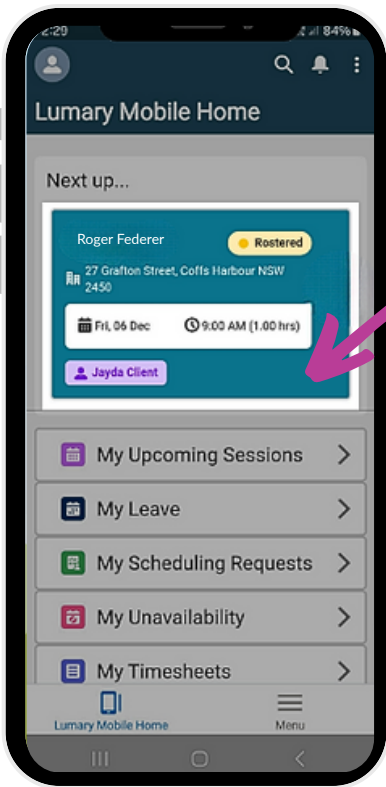 2:29
84%
Lumary Mobile Home
Next up...
Roger Federer
Rostered
27 Grafton Street, Coffs Harbour NSW
2450
Fri, 06 Dec
9:00 AM (1.00 hrs)
Jayda Client
My Upcoming Sessions
My Leave
My Scheduling Requests
My Unavailability
My Timesheets
Lumary Mobile Home
Menu